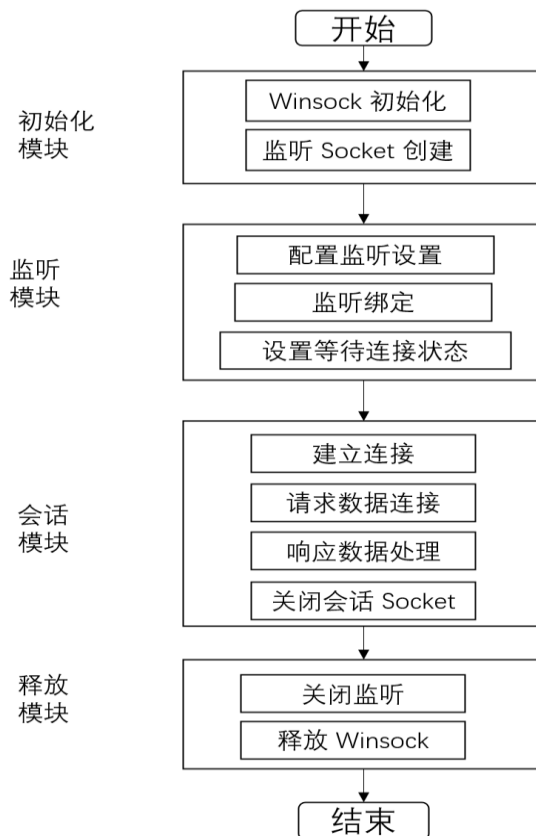 开始
初始化
模块
Winsock 初始化
监听 Socket 创建
监听
模块
配置监听设置
监听绑定
设置等待连接状态
会话
模块
建立连接
请求数据连接
响应数据处理
关闭会话 Socket
释放
模块
关闭监听
释放 Winsock
结束